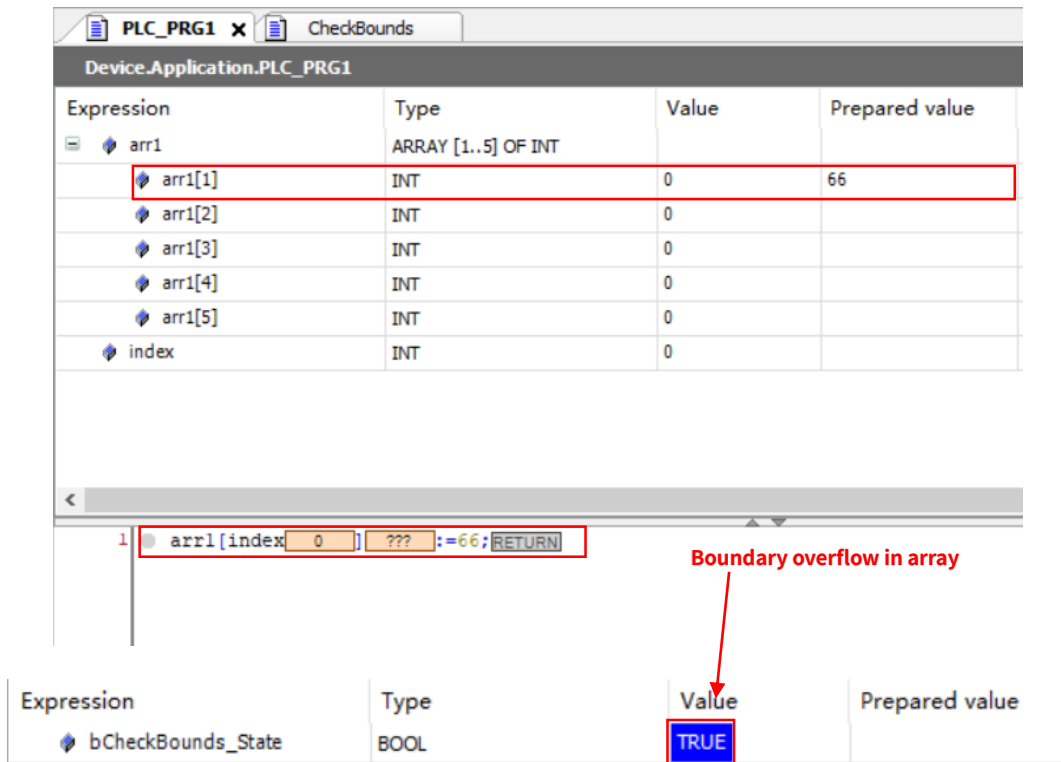 PLC_PRG1 x CheckBounds
Device.Application.PLC_PRG1
Expression Type Value Prepared value
arr1 ARRAY [1..5] OF INT
arr1[1] INT 0 66
arr1[2] INT 0
arr1[3] INT 0
arr1[4] INT 0
arr1[5] INT 0
index INT 0
1 arr1[index 0 ] ??? :=66;RETURN
Boundary overflow in array
Expression Type Value Prepared value
bCheckBounds_State BOOL TRUE